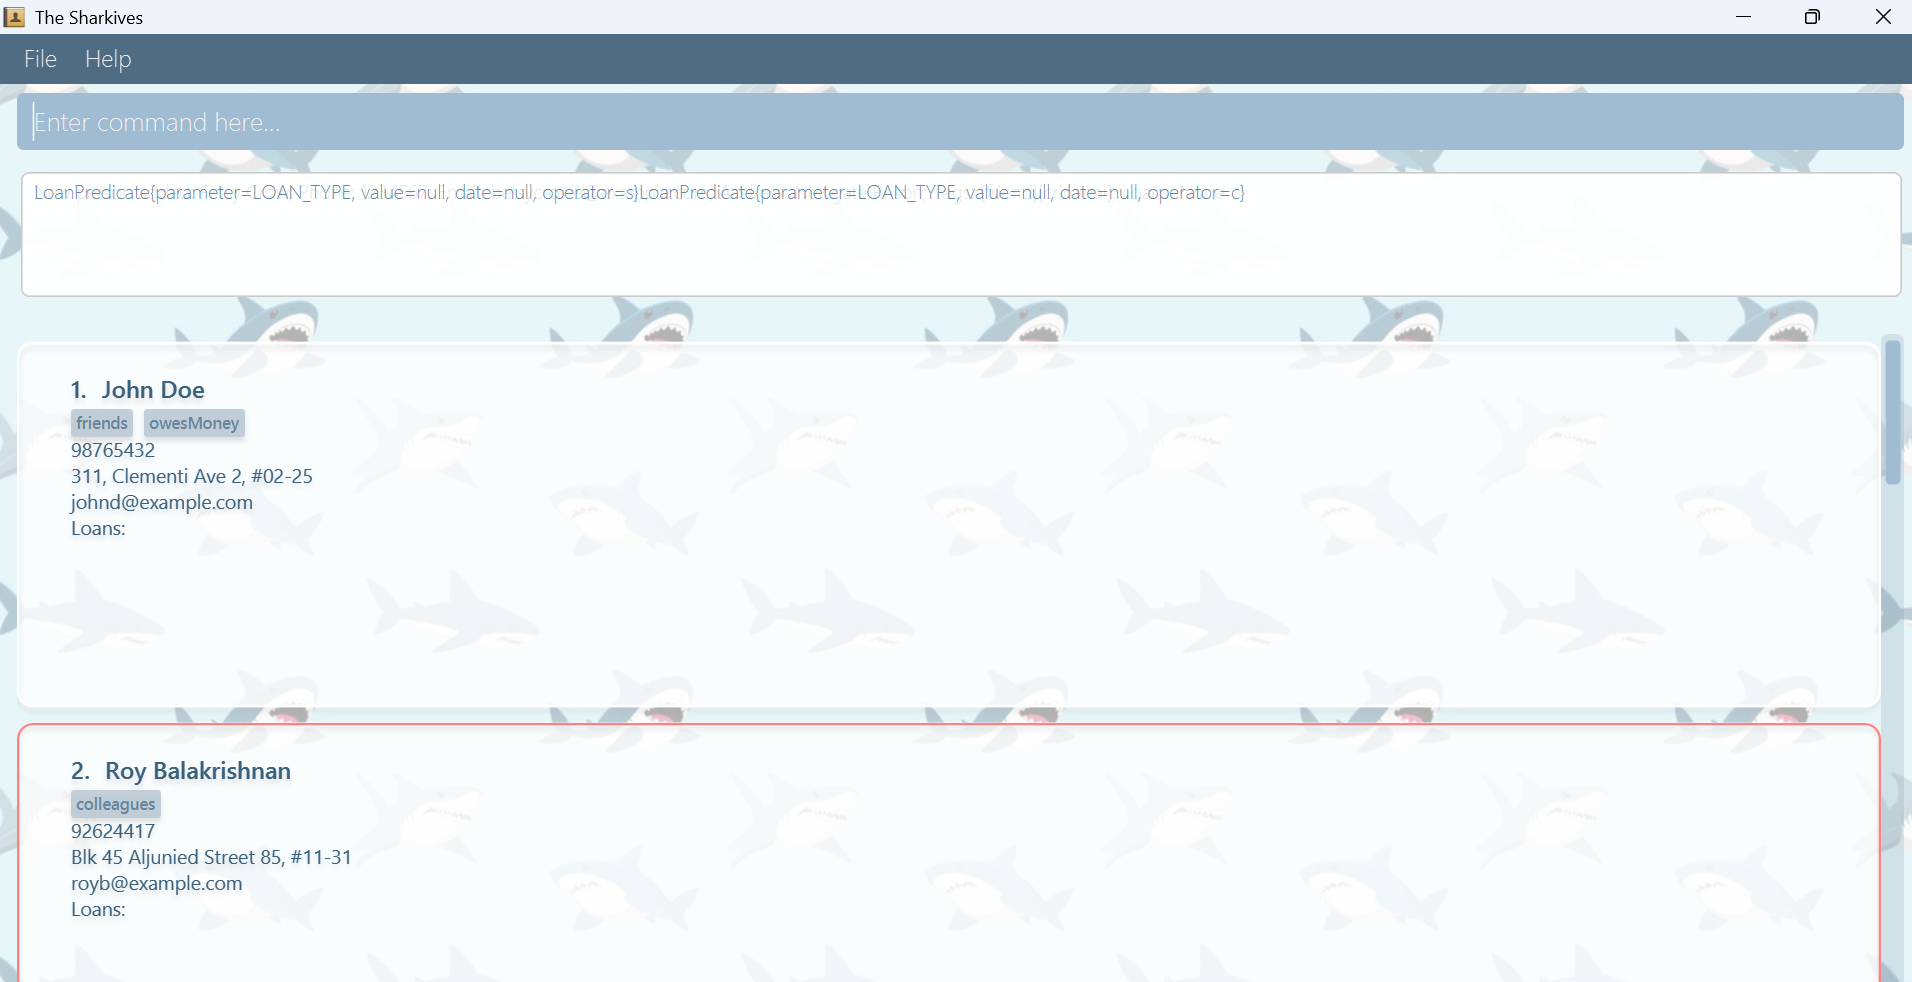 The Sharkives
File Help
Enter command here...
LoanPredicate{parameter=LOAN_TYPE, value=null, date=null, operator=s}LoanPredicate{parameter=LOAN_TYPE, value=null, date=null, operator=c}
1. John Doe
friends owesMoney
98765432
311, Clementi Ave 2, #02-25
johnd@example.com
Loans:
2. Roy Balakrishnan
colleagues
92624417
Blk 45 Aljunied Street 85, #11-31
royb@example.com
Loans: